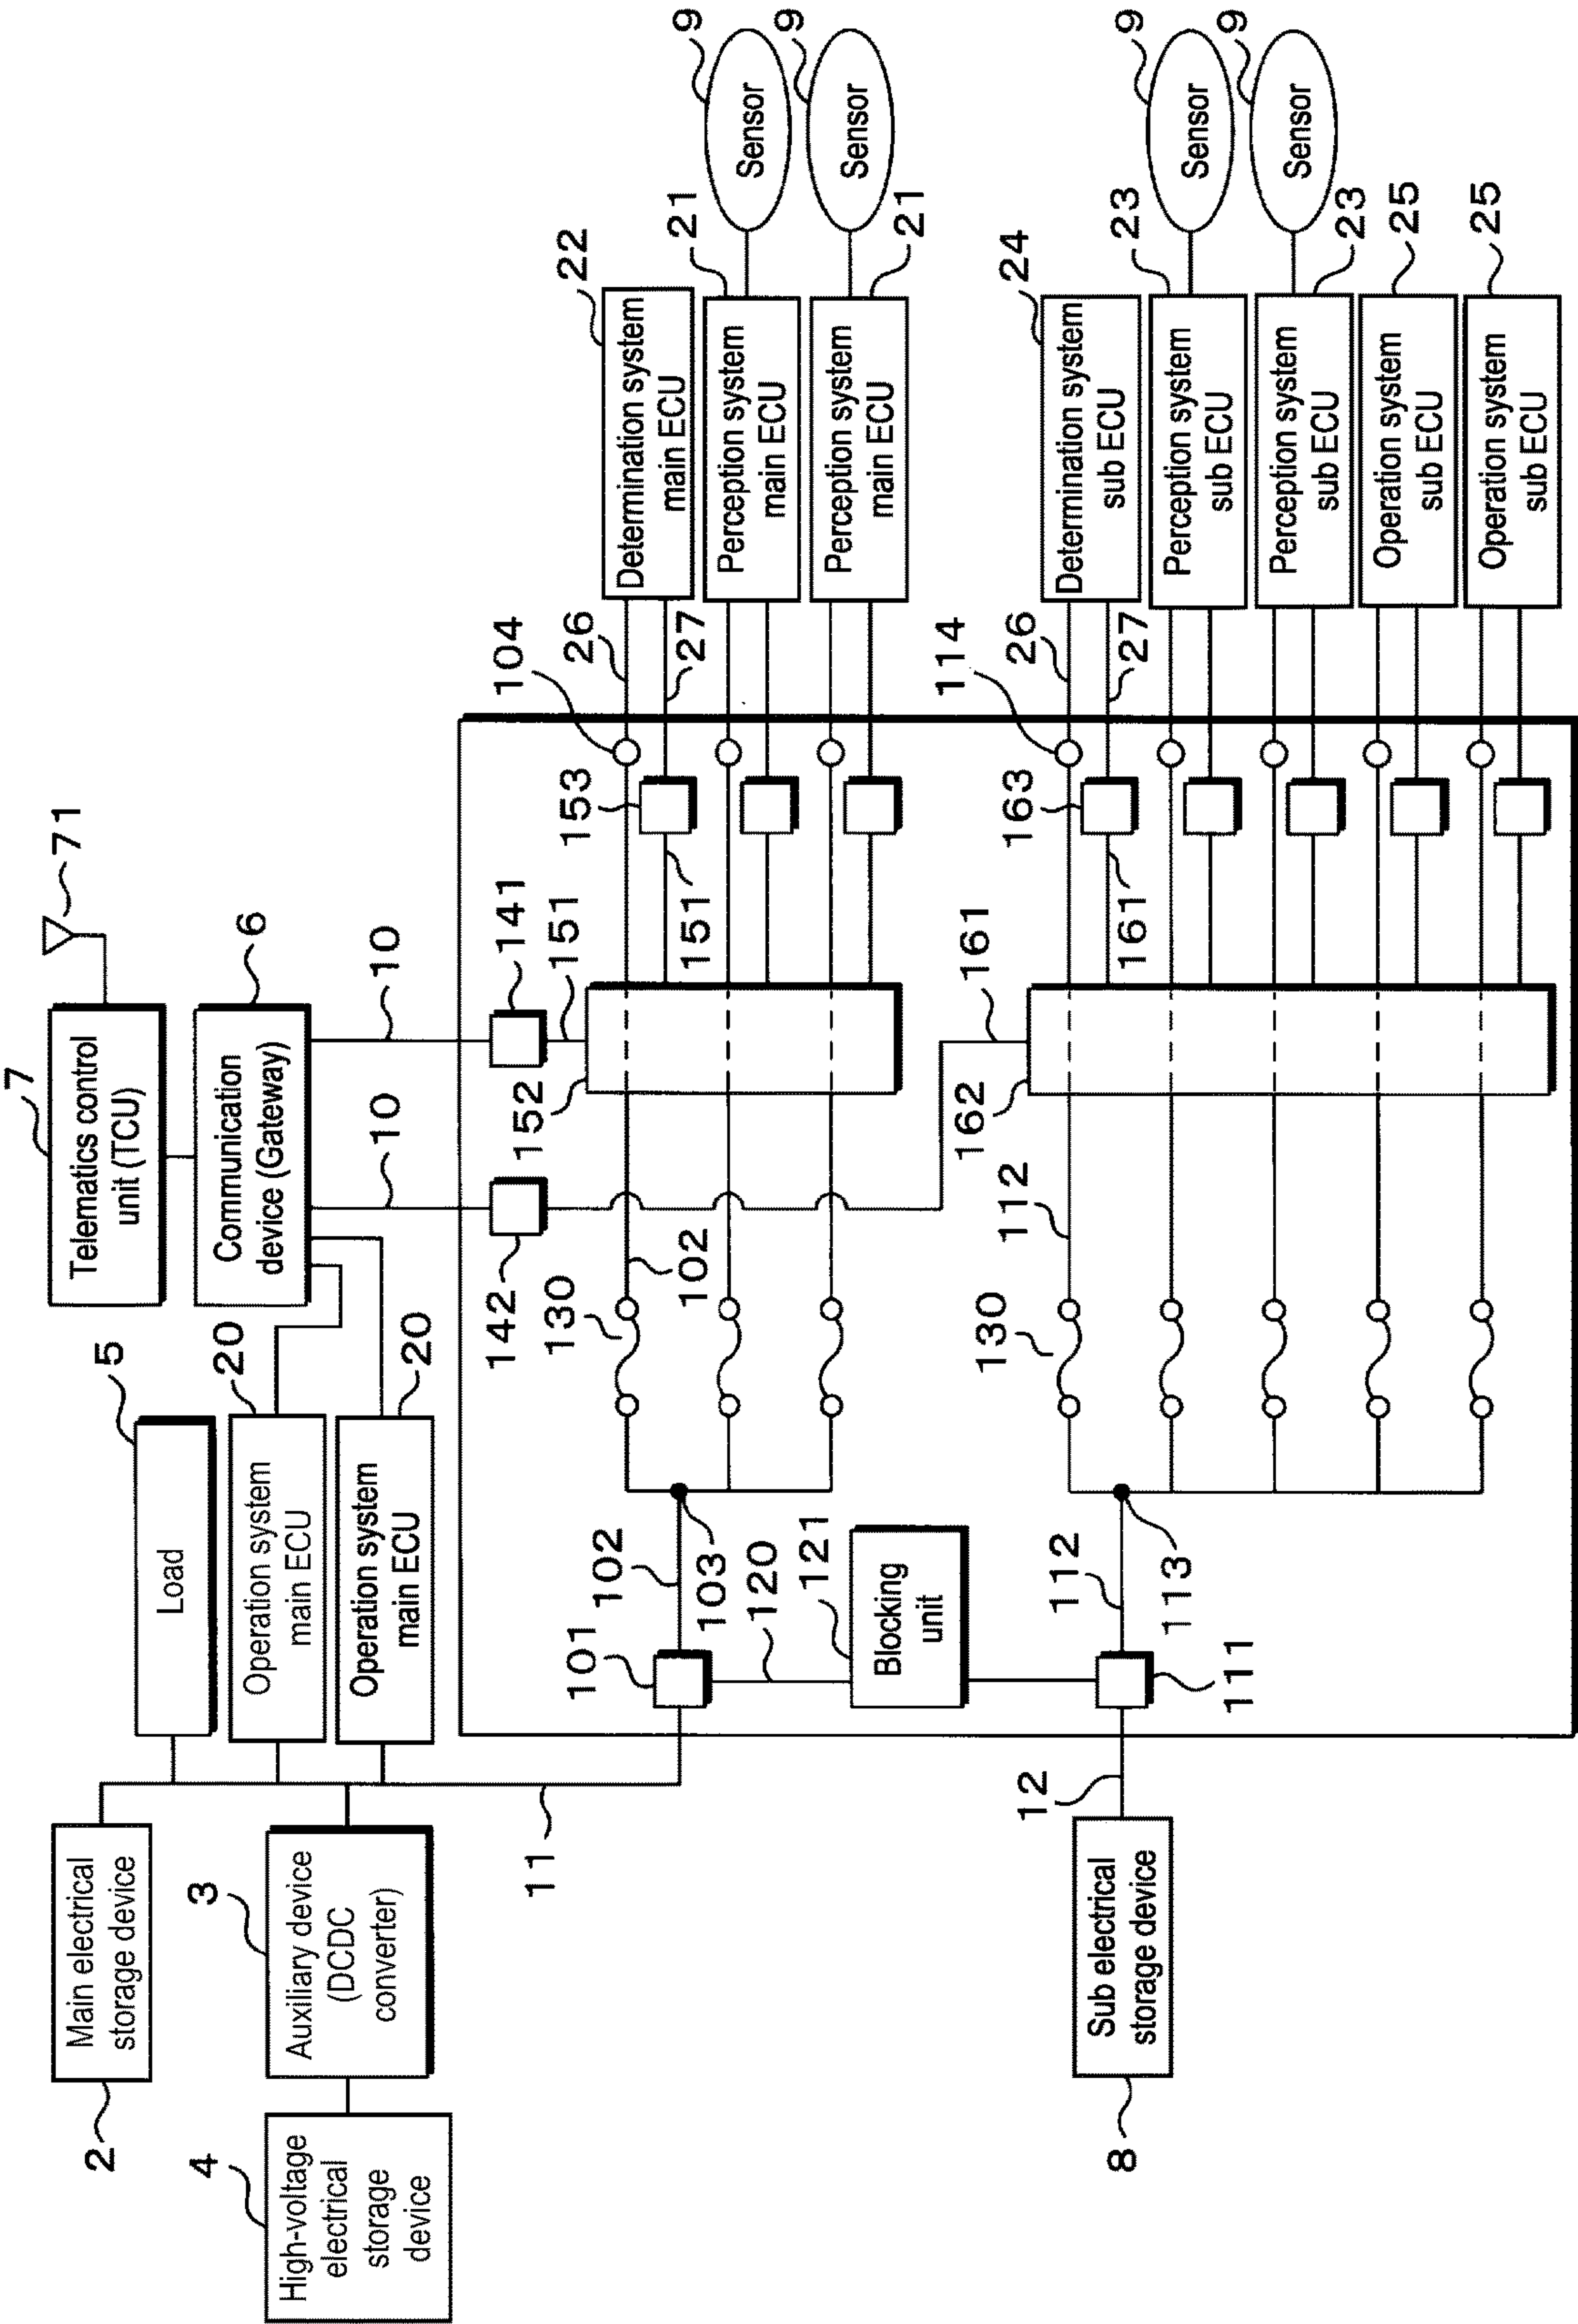 2
Main electrical
storage device
4
High-voltage
electrical
storage
device
3
Auxiliary device
(DCDC
converter)
5
Load
20
Operation system
main ECU
20
Operation system
main ECU
7
Telematics control
unit (TCU)
71
6
Communication
device (Gateway)
10
10
11
142
141
151
152
101
102
103
130
102
120
121
Blocking
unit
153
151
104
26
27
22
Determination system
main ECU
21
Perception system
main ECU
9
Sensor
21
Perception system
main ECU
9
Sensor
8
Sub electrical
storage device
12
111
112
113
130
112
162
161
161
163
114
26
27
24
Determination system
sub ECU
23
Perception system
sub ECU
9
Sensor
23
Perception system
sub ECU
9
Sensor
25
Operation system
sub ECU
25
Operation system
sub ECU